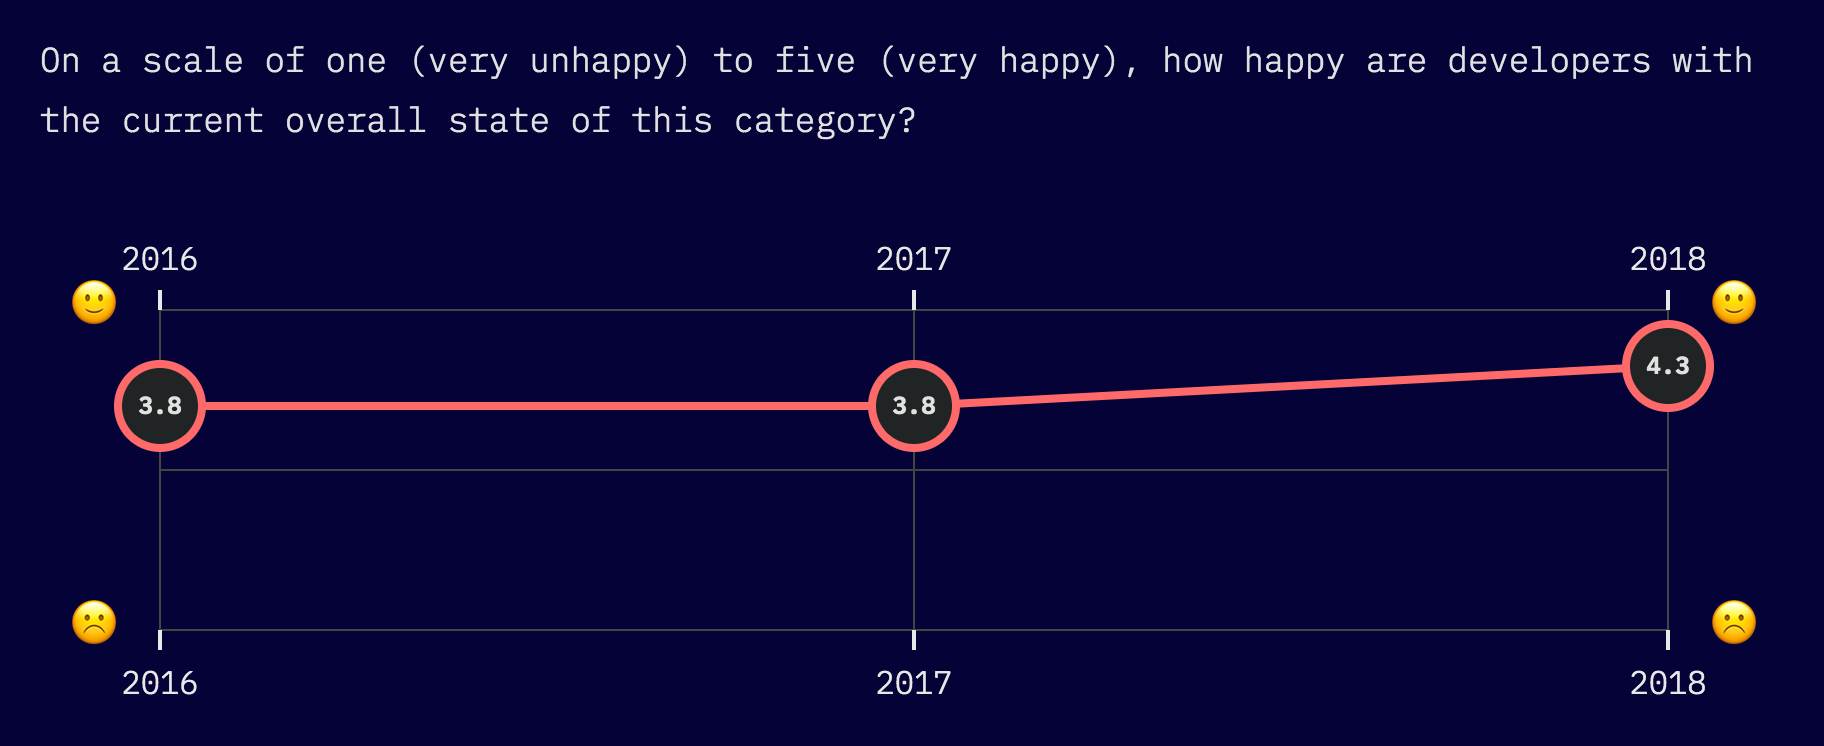 On a scale of one (very unhappy) to five (very happy), how happy are developers with
the current overall state of this category?
2016 2017 2018
3.8 3.8 4.3
2016 2017 2018